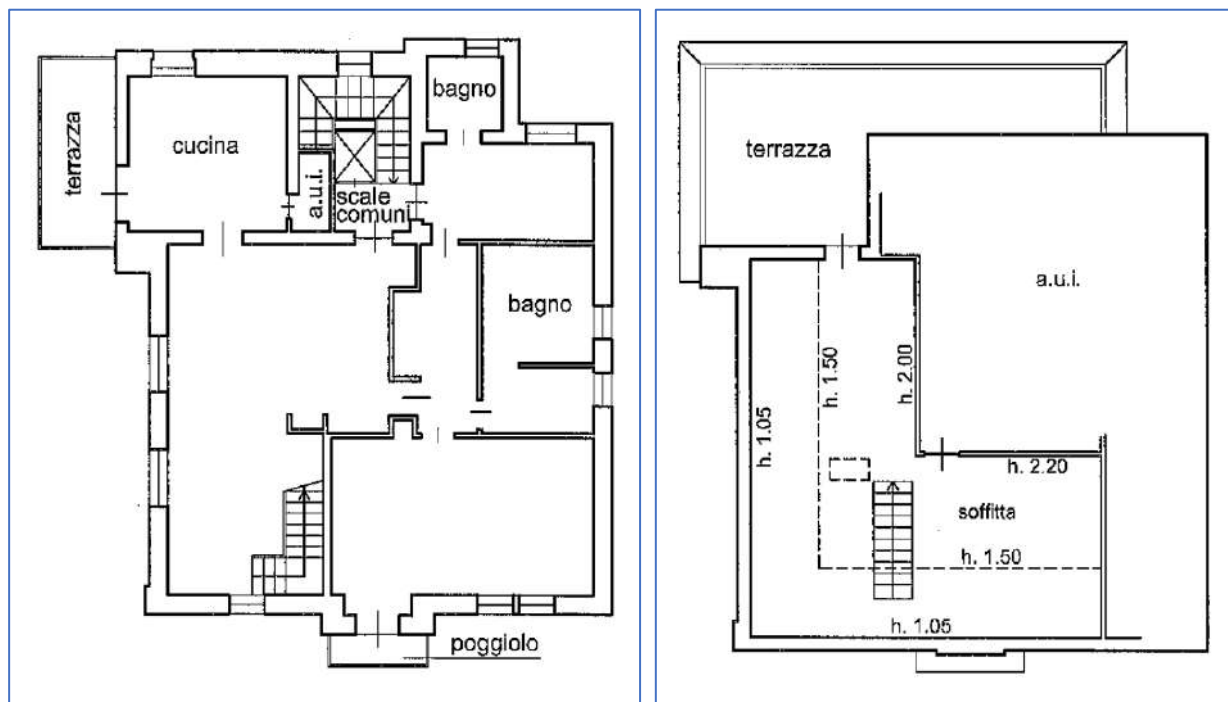 bagno
cucina
terrazza
a.u.i.
scale
comuni
bagno
poggiolo
terrazza
a.u.i.
h. 1.50
h. 2.00
h. 1.05
h. 2.20
soffitta
h. 1.50
h. 1.05